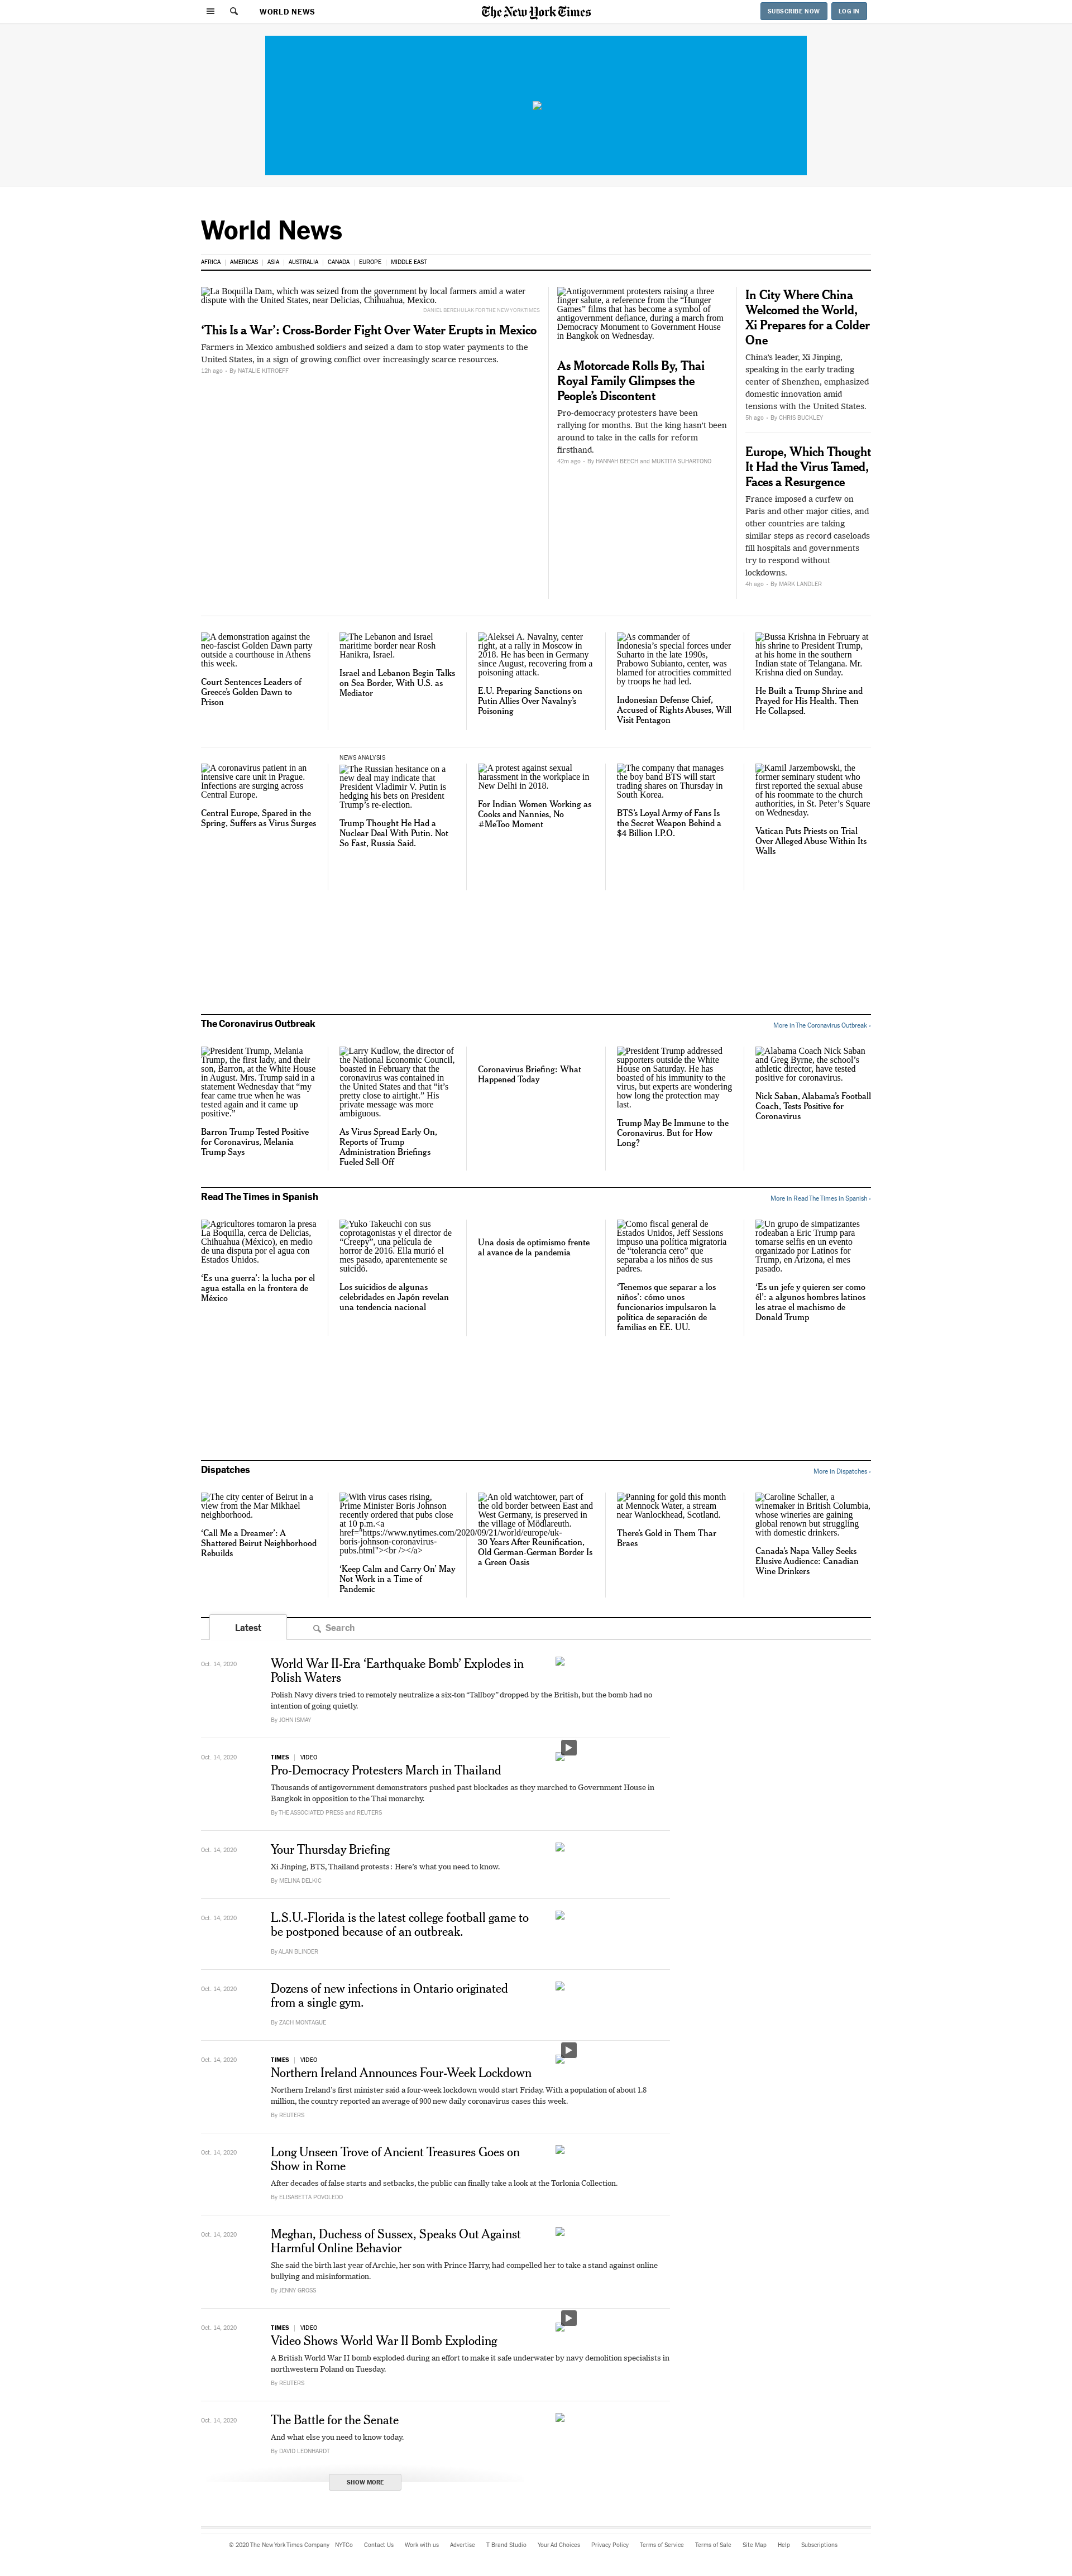 WORLD NEWS
The New York Times
SUBSCRIBE NOW
LOG IN
World News
AFRICA
AMERICAS
ASIA
AUSTRALIA
CANADA
EUROPE
MIDDLE EAST
La Boquilla Dam, which was seized from the government by local farmers amid a water
dispute with the United States, near Delicias, Chihuahua, Mexico.
DANIEL BEREHULAK FOR THE NEW YORK TIMES
‘This Is a War’: Cross-Border Fight Over Water Erupts in Mexico
Farmers in Mexico ambushed soldiers and seized a dam to stop water payments to the
United States, in a sign of growing conflict over increasingly scarce resources.
12h ago - By NATALIE KITROEFF
Antigovernment protesters raising a three
finger salute, a reference from the “Hunger
Games” films that has become a symbol of
antigovernment defiance, during a march from
Democracy Monument to Government House
in Bangkok on Wednesday.
As Motorcade Rolls By, Thai
Royal Family Glimpses the
People’s Discontent
Pro-democracy protesters have been
rallying for months. But the king hasn’t been
around to take in the calls for reform
firsthand.
42m ago - By HANNAH BEECH and MUKTITA SUHARTONO
In City Where China
Welcomed the World,
Xi Prepares for a Colder
One
China’s leader, Xi Jinping,
speaking in the early trading
center of Shenzhen, emphasized
domestic innovation amid
tensions with the United States.
5h ago - By CHRIS BUCKLEY
Europe, Which Thought
It Had the Virus Tamed,
Faces a Resurgence
France imposed a curfew on
Paris and other major cities, and
other countries are taking
similar steps as record caseloads
fill hospitals and governments
try to respond without
lockdowns.
4h ago - By MARK LANDLER
A demonstration against the
neo-fascist Golden Dawn party
outside a courthouse in Athens
this week.
Court Sentences Leaders of
Greece’s Golden Dawn to
Prison
The Lebanon and Israel
maritime border near Rosh
Hanikra, Israel.
Israel and Lebanon Begin Talks
on Sea Border, With U.S. as
Mediator
Aleksei A. Navalny, center
right, at a rally in Moscow in
2018. He has been in Germany
since August, recovering from a
poisoning attack.
E.U. Preparing Sanctions on
Putin Allies Over Navalny’s
Poisoning
As commander of
Indonesia’s special forces under
Suharto in the late 1990s,
Prabowo Subianto, center, was
blamed for atrocities committed
by troops he had led.
Indonesian Defense Chief,
Accused of Rights Abuses, Will
Visit Pentagon
Bussa Krishna in February at
his shrine to President Trump,
at his home in the southern
Indian state of Telangana. Mr.
Krishna died on Sunday.
He Built a Trump Shrine and
Prayed for His Health. Then
He Collapsed.
A coronavirus patient in an
intensive care unit in Prague.
Infections are surging across
Central Europe.
Central Europe, Spared in the
Spring, Suffers as Virus Surges
NEWS ANALYSIS
The Russian hesitance on a
new deal may indicate that
President Vladimir V. Putin is
hedging his bets on President
Trump’s re-election.
Trump Thought He Had a
Nuclear Deal With Putin. Not
So Fast, Russia Said.
A protest against sexual
harassment in the workplace in
New Delhi in 2018.
For Indian Women Working as
Cooks and Nannies, No
#MeToo Moment
The company that manages
the boy band BTS will start
trading shares on Thursday in
South Korea.
BTS’s Loyal Army of Fans Is
the Secret Weapon Behind a
$4 Billion I.P.O.
Kamil Jarzembowski, the
former seminary student who
first reported the sexual abuse
of his roommate to the church
authorities, in St. Peter’s Square
on Wednesday.
Vatican Puts Priests on Trial
Over Alleged Abuse Within Its
Walls
The Coronavirus Outbreak
More in The Coronavirus Outbreak ›
President Trump, Melania
Trump, the first lady, and their
son, Barron, at the White House
in August. Mrs. Trump said in a
statement Wednesday that “my
fear came true when he was
tested again and it came up
positive.”
Barron Trump Tested Positive
for Coronavirus, Melania
Trump Says
Larry Kudlow, the director of
the National Economic Council,
boasted in February that the
coronavirus was contained in
the United States and that “it’s
pretty close to airtight.” His
private message was more
ambiguous.
As Virus Spread Early On,
Reports of Trump
Administration Briefings
Fueled Sell-Off
Coronavirus Briefing: What
Happened Today
President Trump addressed
supporters outside the White
House on Saturday. He has
boasted of his immunity to the
virus, but experts are wondering
how long the protection may
last.
Trump May Be Immune to the
Coronavirus. But for How
Long?
Alabama Coach Nick Saban
and Greg Byrne, the school’s
athletic director, have tested
positive for coronavirus.
Nick Saban, Alabama’s Football
Coach, Tests Positive for
Coronavirus
Read The Times in Spanish
More in Read The Times in Spanish ›
Agricultores tomaron la presa
La Boquilla, cerca de Delicias,
Chihuahua (México), en medio
de una disputa por el agua con
Estados Unidos.
‘Es una guerra’: la lucha por el
agua estalla en la frontera de
México
Yuko Takeuchi con sus
coprotagonistas y el director de
“Creepy”, una película de
horror de 2016. Ella murió el
mes pasado, aparentemente se
suicidó.
Los suicidios de algunas
celebridades en Japón revelan
una tendencia nacional
Una dosis de optimismo frente
al avance de la pandemia
Como fiscal general de
Estados Unidos, Jeff Sessions
impuso una política migratoria
de “tolerancia cero” que
separaba a los niños de sus
padres.
‘Tenemos que separar a los
niños’: cómo unos
funcionarios impulsaron la
política de separación de
familias en EE. UU.
Un grupo de simpatizantes
rodeaban a Eric Trump para
tomarse selfis en un evento
organizado por Latinos for
Trump, en Arizona, el mes
pasado.
‘Es un jefe y quieren ser como
él’: a algunos hombres latinos
les atrae el machismo de
Donald Trump
Dispatches
More in Dispatches ›
The city center of Beirut in a
view from the Mar Mikhael
neighborhood.
‘Call Me a Dreamer’: A
Shattered Beirut Neighborhood
Rebuilds
With virus cases rising,
Prime Minister Boris Johnson
recently ordered that pubs close
at 10 p.m.<a
href="https://www.nytimes.com/2020/09/21/world/europe/uk-
boris-johnson-coronavirus-
pubs.html"><br /></a>
‘Keep Calm and Carry On’ May
Not Work in a Time of
Pandemic
An old watchtower, part of
the old border between East and
West Germany, is preserved in
the village of Mödlareuth.
30 Years After Reunification,
Old German-German Border Is
a Green Oasis
Panning for gold this month
at Mennock Water, a stream
near Wanlockhead, Scotland.
There’s Gold in Them Thar
Braes
Caroline Schaller, a
winemaker in British Columbia,
whose wineries are gaining
global renown but struggling
with domestic drinkers.
Canada’s Napa Valley Seeks
Elusive Audience: Canadian
Wine Drinkers
Latest
Search
Oct. 14, 2020
World War II-Era ‘Earthquake Bomb’ Explodes in
Polish Waters
Polish Navy divers tried to remotely neutralize a six-ton “Tallboy” dropped by the British, but the bomb had no
intention of going quietly.
By JOHN ISMAY
Oct. 14, 2020
TIMES | VIDEO
Pro-Democracy Protesters March in Thailand
Thousands of antigovernment demonstrators pushed past blockades as they marched to Government House in
Bangkok in opposition to the Thai monarchy.
By THE ASSOCIATED PRESS and REUTERS
Oct. 14, 2020
Your Thursday Briefing
Xi Jinping, BTS, Thailand protests: Here’s what you need to know.
By MELINA DELKIC
Oct. 14, 2020
L.S.U.-Florida is the latest college football game to
be postponed because of an outbreak.
By ALAN BLINDER
Oct. 14, 2020
Dozens of new infections in Ontario originated
from a single gym.
By ZACH MONTAGUE
Oct. 14, 2020
TIMES | VIDEO
Northern Ireland Announces Four-Week Lockdown
Northern Ireland’s first minister said a four-week lockdown would start Friday. With a population of about 1.8
million, the country reported an average of 900 new daily coronavirus cases this week.
By REUTERS
Oct. 14, 2020
Long Unseen Trove of Ancient Treasures Goes on
Show in Rome
After decades of false starts and setbacks, the public can finally take a look at the Torlonia Collection.
By ELISABETTA POVOLEDO
Oct. 14, 2020
Meghan, Duchess of Sussex, Speaks Out Against
Harmful Online Behavior
She said the birth last year of Archie, her son with Prince Harry, had compelled her to take a stand against online
bullying and misinformation.
By JENNY GROSS
Oct. 14, 2020
TIMES | VIDEO
Video Shows World War II Bomb Exploding
A British World War II bomb exploded during an effort to make it safe underwater by navy demolition specialists in
northwestern Poland on Tuesday.
By REUTERS
Oct. 14, 2020
The Battle for the Senate
And what else you need to know today.
By DAVID LEONHARDT
SHOW MORE
© 2020 The New York Times Company NYTCo Contact Us Work with us Advertise T Brand Studio Your Ad Choices Privacy Policy Terms of Service Terms of Sale Site Map Help Subscriptions